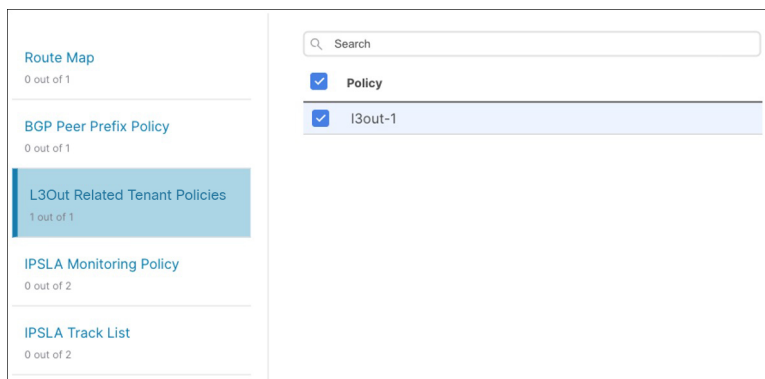 Route Map
0 out of 1
BGP Peer Prefix Policy
0 out of 1
L3Out Related Tenant Policies
1 out of 1
IPSLA Monitoring Policy
0 out of 2
IPSLA Track List
0 out of 2
Search
Policy
l3out-1